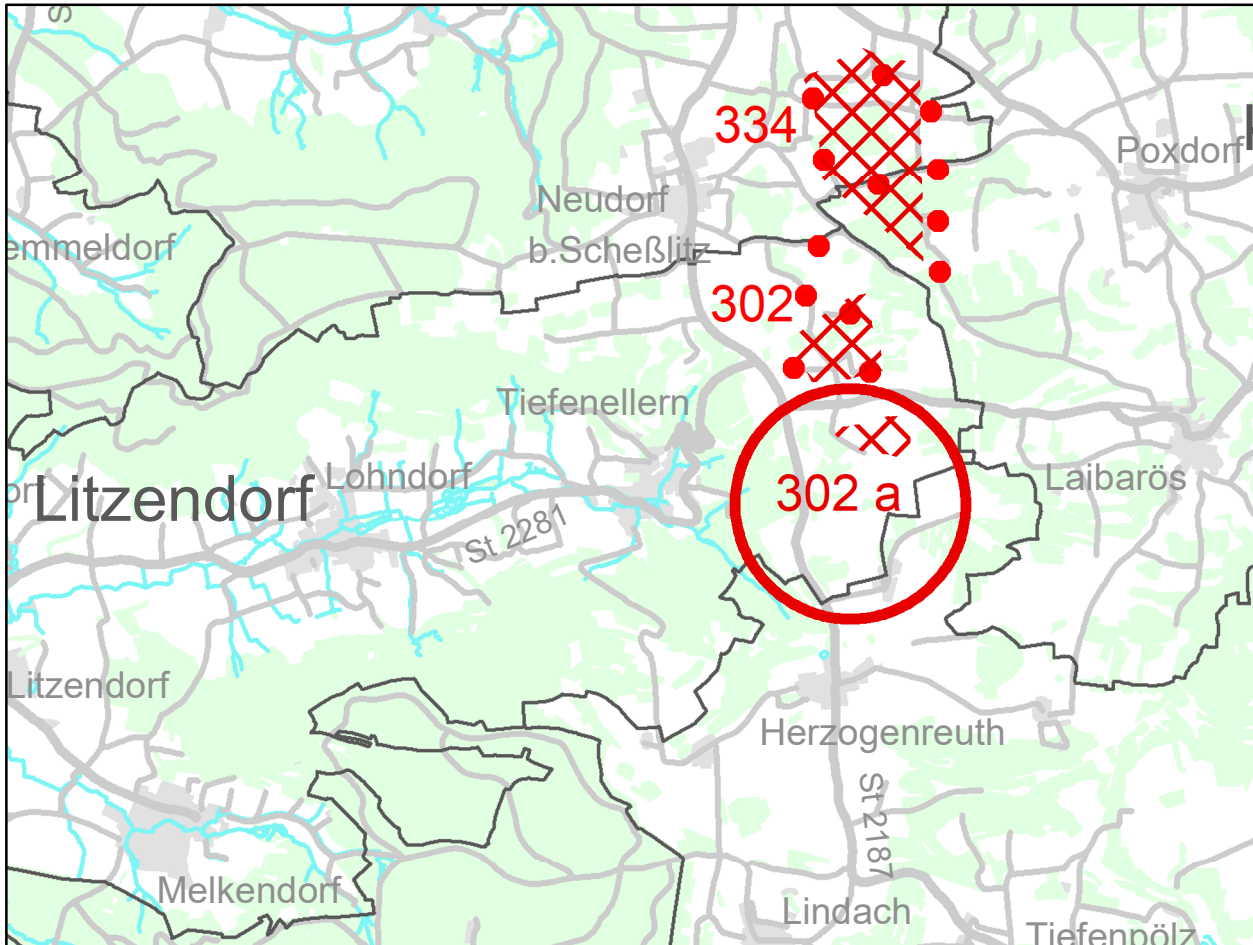 334
Poxdorf
Neudorf
b.Scheßlitz
emmeldorf
302
Tiefenellern
Lohndorf
Laibarös
Litzendorf
302 a
St 2281
Litzendorf
Herzogenreuth
St 2187
Melkendorf
Lindach
Tiefenpölz